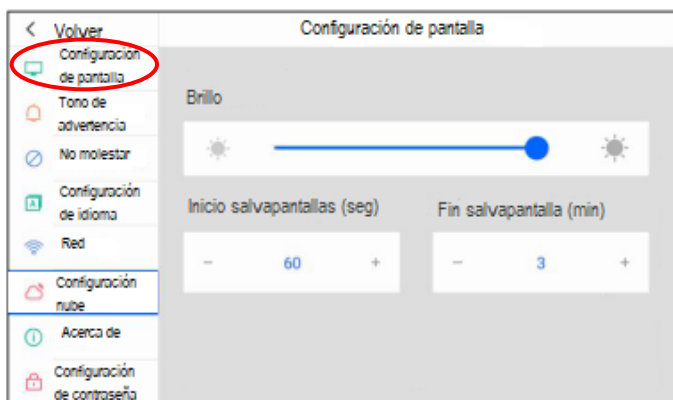 Volver
Configuración de pantalla
Configuración
de pantalla
Tono de
advertencia
No molestar
Configuración
de idioma
Red
Configuración
nube
Acerca de
Configuración
de contraseña
Brillo
Inicio salvapantallas (seg)
Fin salvapantalla (min)
− 60 +
− 3 +